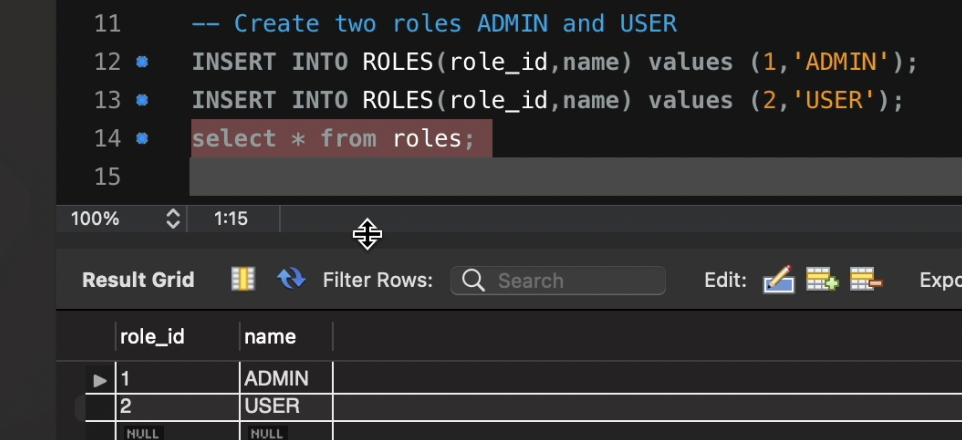 11 -- Create two roles ADMIN and USER
12 INSERT INTO ROLES(role_id,name) values (1,'ADMIN');
13 INSERT INTO ROLES(role_id,name) values (2,'USER');
14 select * from roles;
15
100% 1:15
Result Grid Filter Rows: Search Edit: Expo
role_id name
1 ADMIN
2 USER
NULL NULL